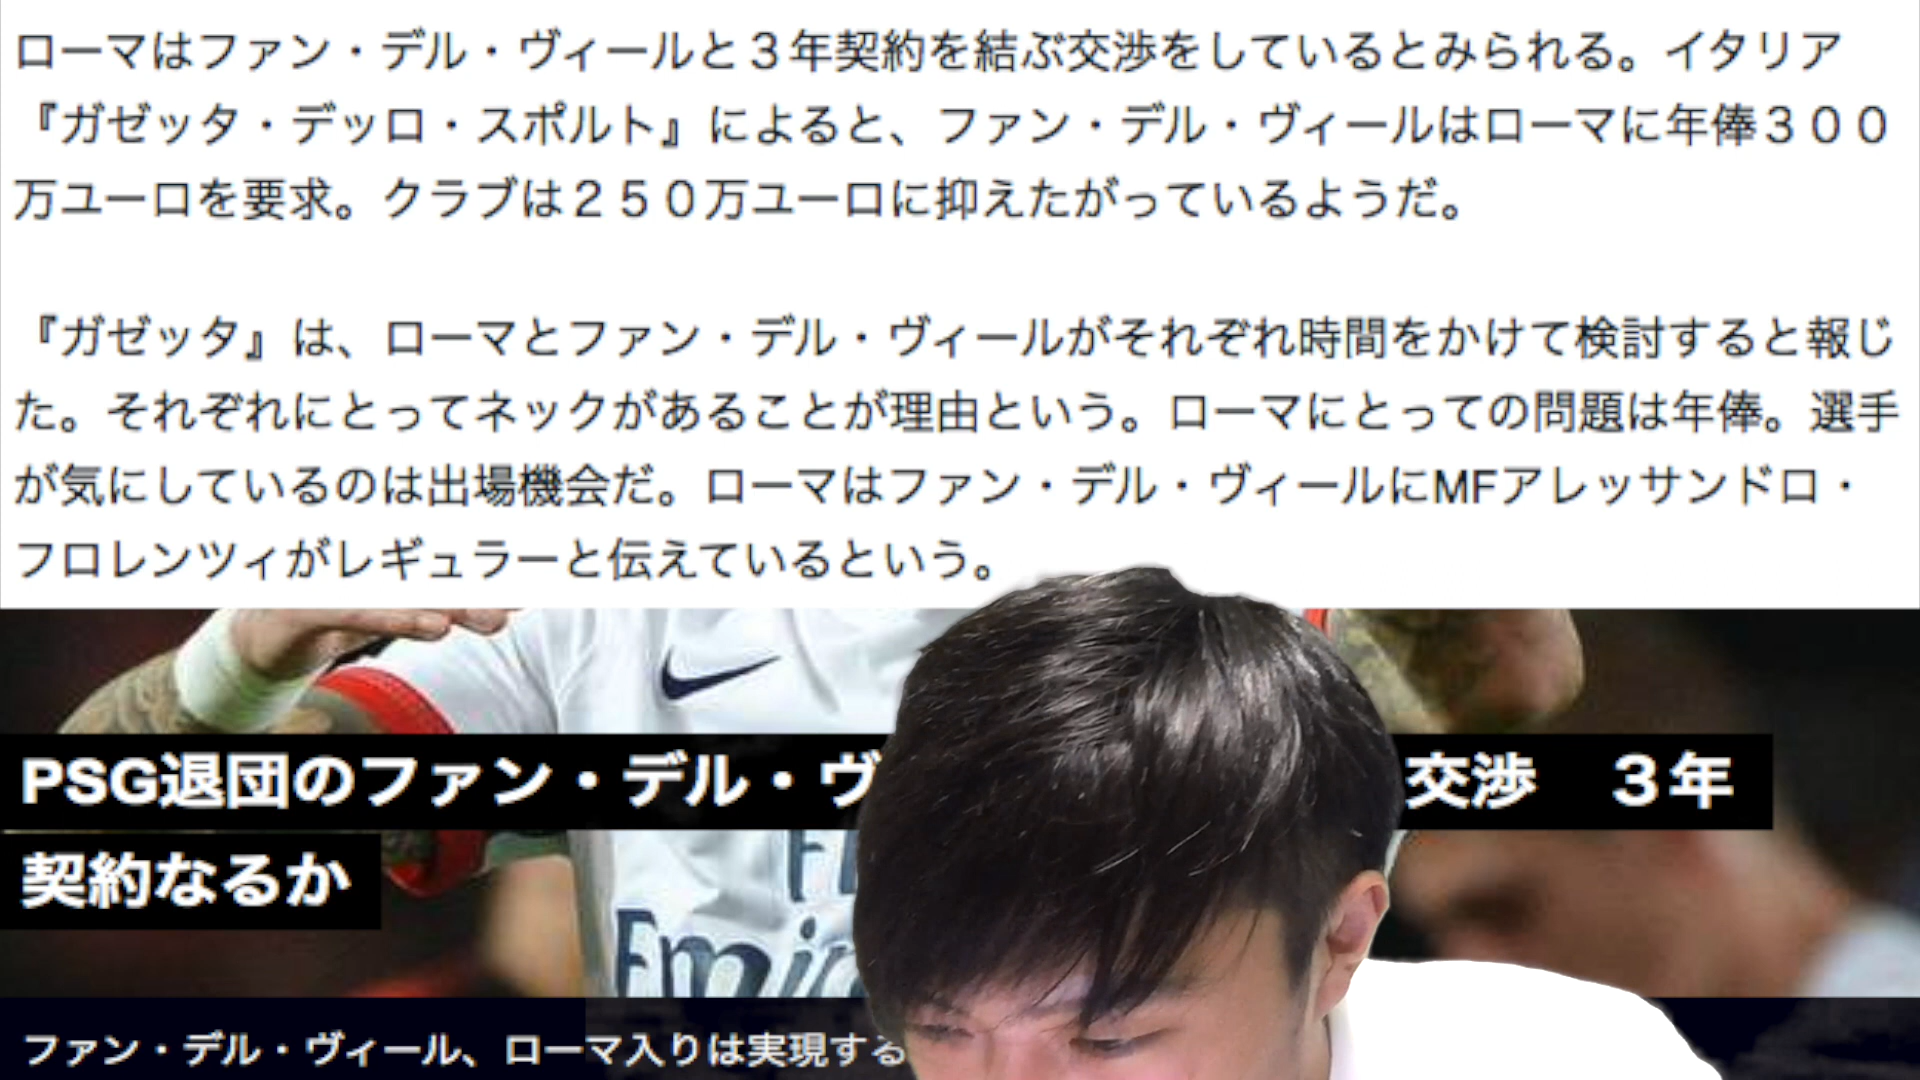 ローマはファン・デル・ヴィールと３年契約を結ぶ交渉をしているとみられる。イタリア
『ガゼッタ・デッロ・スポルト』によると、ファン・デル・ヴィールはローマに年俸３００
万ユーロを要求。クラブは２５０万ユーロに抑えたがっているようだ。
『ガゼッタ』は、ローマとファン・デル・ヴィールがそれぞれ時間をかけて検討すると報じ
た。それぞれにとってネックがあることが理由という。ローマにとっての問題は年俸。選手
が気にしているのは出場機会だ。ローマはファン・デル・ヴィールにMFアレッサンドロ・
フロレンツィがレギュラーと伝えているという。
PSG退団のファン・デル・ヴ 交渉　３年
契約なるか
ファン・デル・ヴィール、ローマ入りは実現する